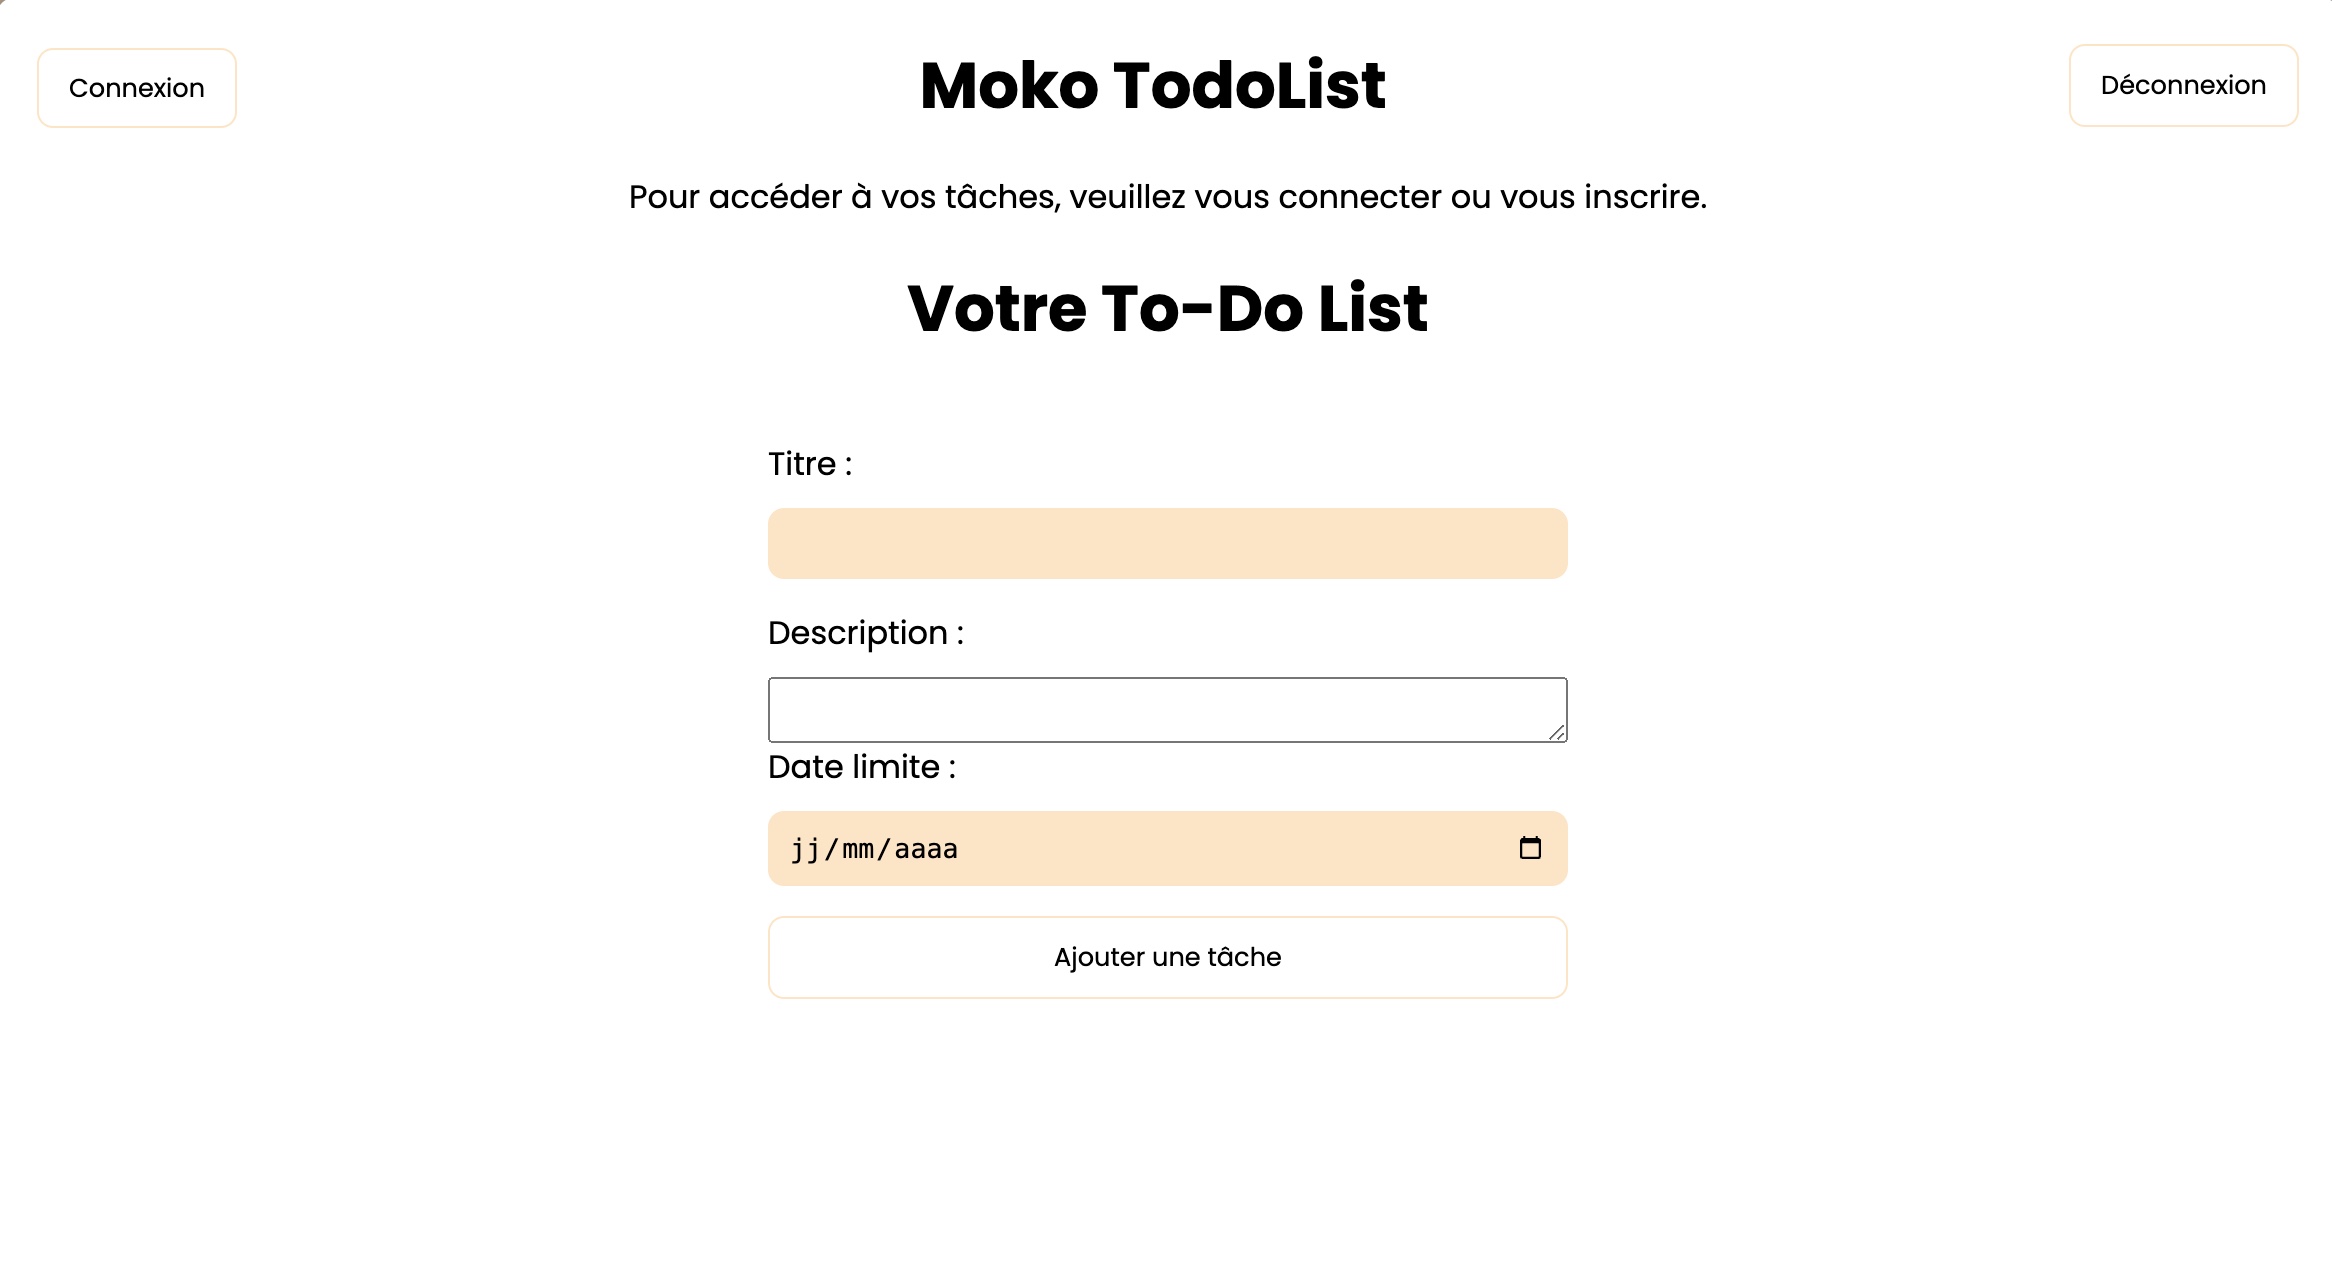 Connexion
Moko TodoList
Déconnexion
Pour accéder à vos tâches, veuillez vous connecter ou vous inscrire.
Votre To-Do List
Titre :
Description :
Date limite :
jj/mm/aaaa
Ajouter une tâche